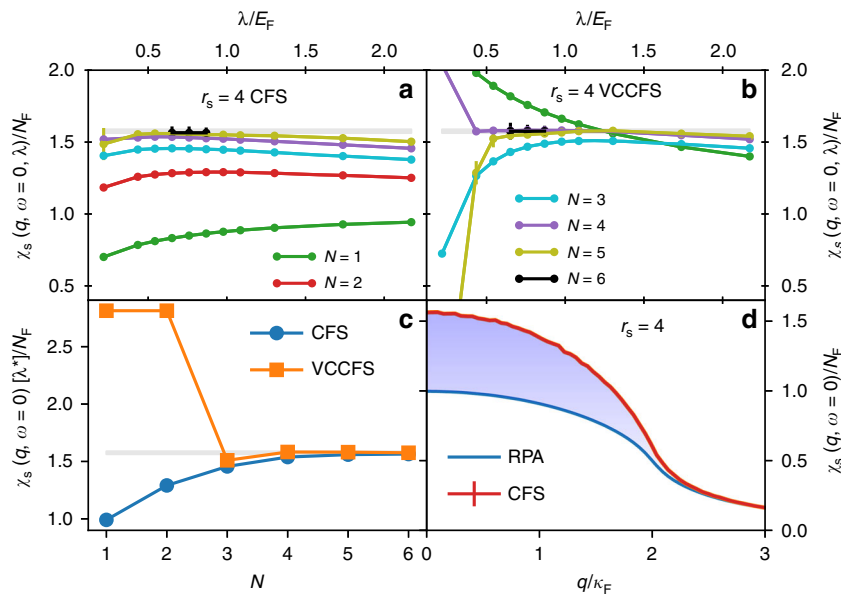 λ/E_F
λ/E_F
0.5 1.0 1.5 2.0
0.5 1.0 1.5 2.0
χ_s (q, ω = 0, λ)/N_F
2.0
1.5
1.0
0.5
r_s = 4 CFS
a
N = 1
N = 2
r_s = 4 VCCFS
b
N = 3
N = 4
N = 5
N = 6
2.0
1.5
1.0
0.5
χ_s (q, ω = 0, λ)/N_F
χ_s (q, ω = 0) [λ*]/N_F
2.5
2.0
1.5
1.0
c
CFS
VCCFS
1 2 3 4 5 6
N
r_s = 4
d
RPA
CFS
1.5
1.0
0.5
0.0
χ_s (q, ω = 0)/N_F
0 1 2 3
q/κ_F